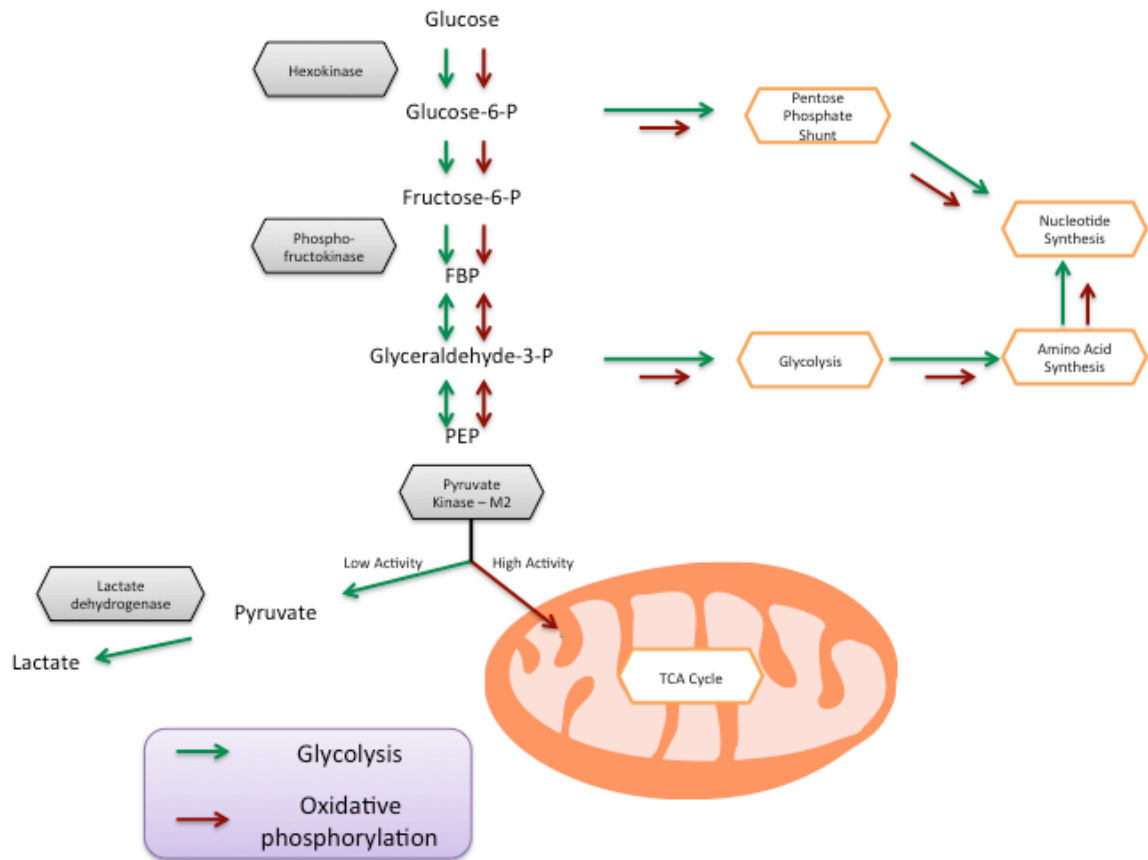 Glucose
Hexokinase
Glucose-6-P
Pentose
Phosphate
Shunt
Fructose-6-P
Nucleotide
Synthesis
Phospho-
fructokinase
FBP
Glyceraldehyde-3-P
Glycolysis
Amino Acid
Synthesis
PEP
Pyruvate
Kinase – M2
Low Activity
High Activity
Lactate
dehydrogenase
Pyruvate
Lactate
TCA Cycle
Glycolysis
Oxidative
phosphorylation